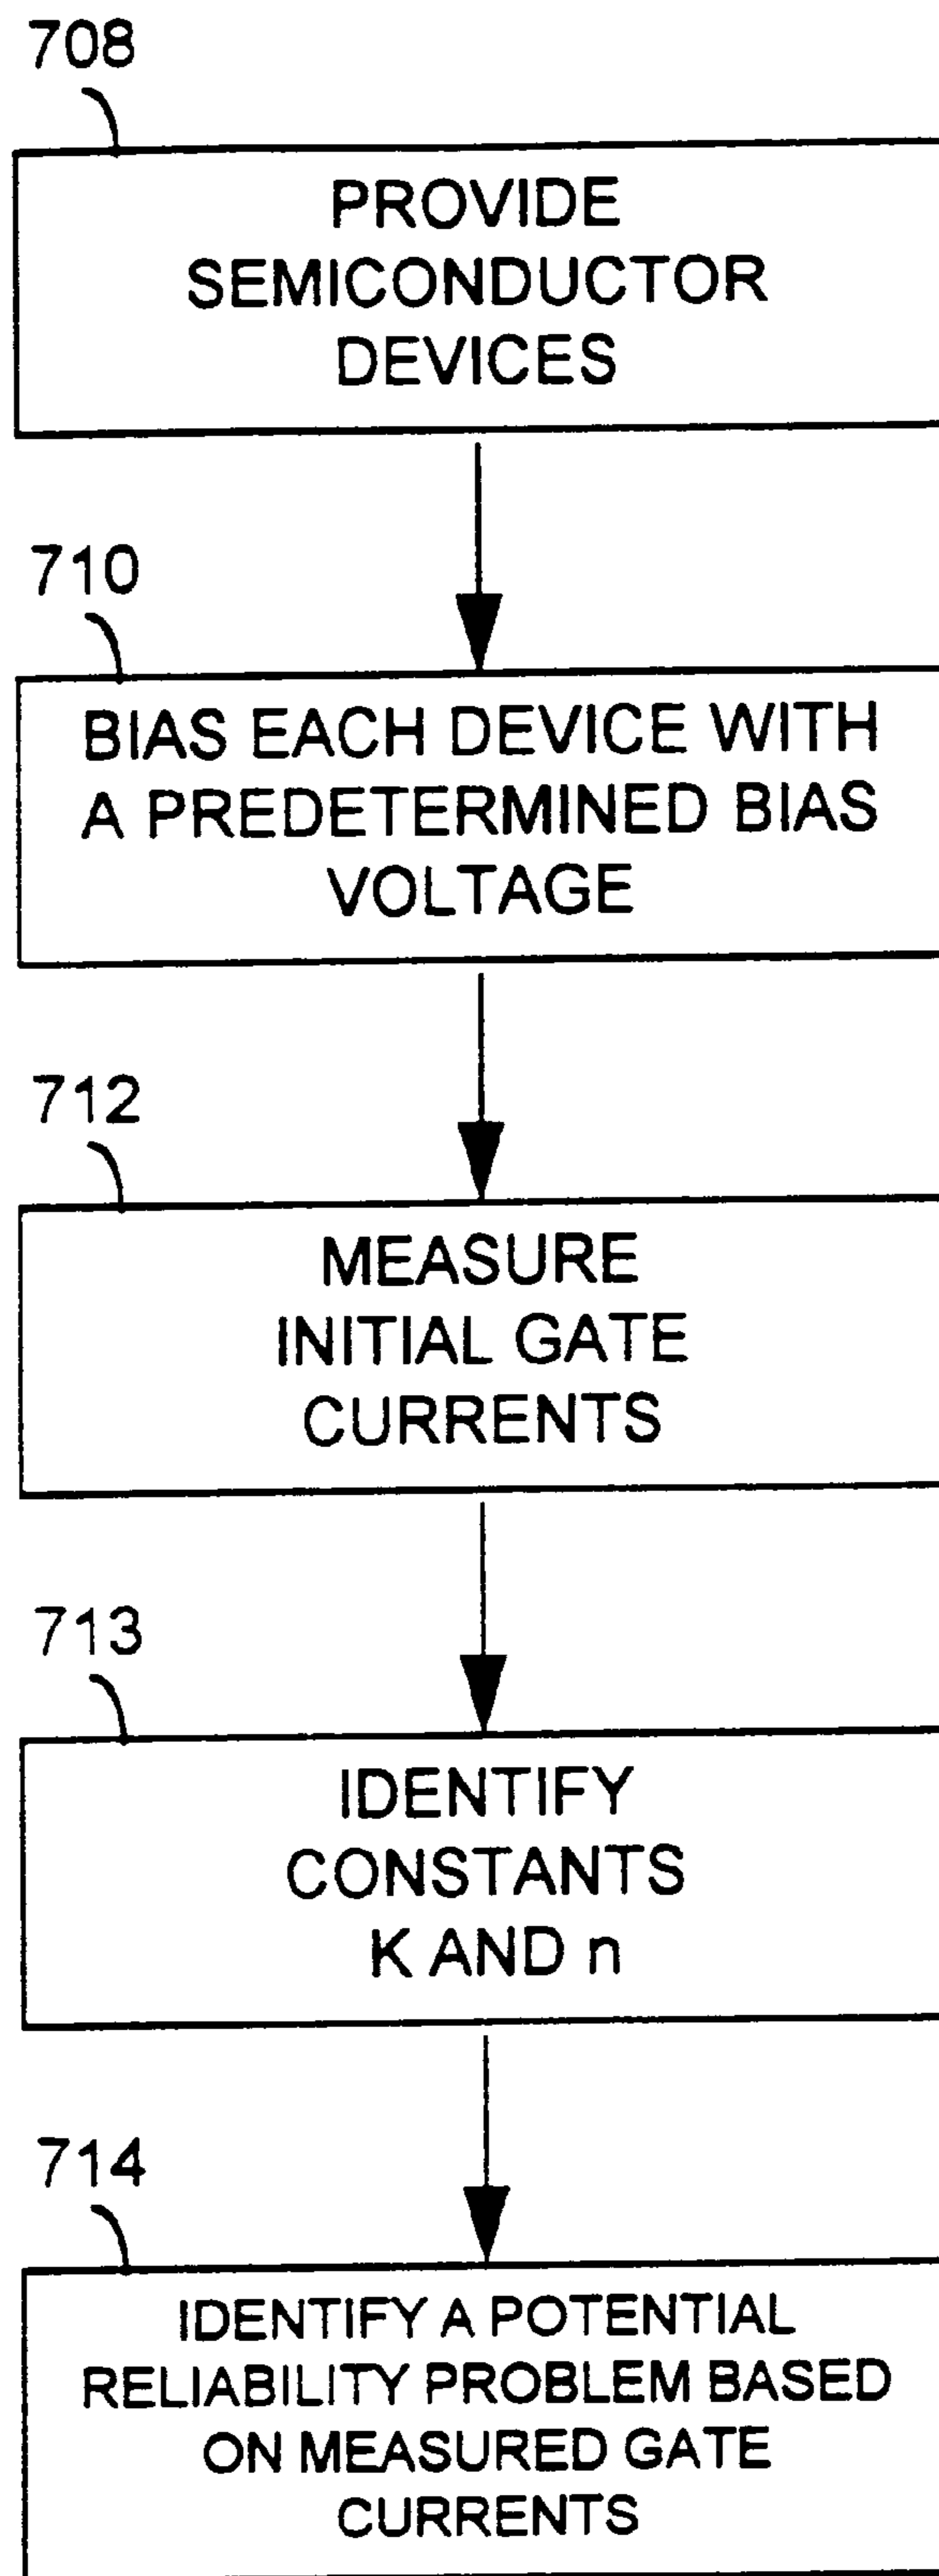 708
PROVIDE
SEMICONDUCTOR
DEVICES
710
BIAS EACH DEVICE WITH
A PREDETERMINED BIAS
VOLTAGE
712
MEASURE
INITIAL GATE
CURRENTS
713
IDENTIFY
CONSTANTS
K AND n
714
IDENTIFY A POTENTIAL
RELIABILITY PROBLEM BASED
ON MEASURED GATE
CURRENTS